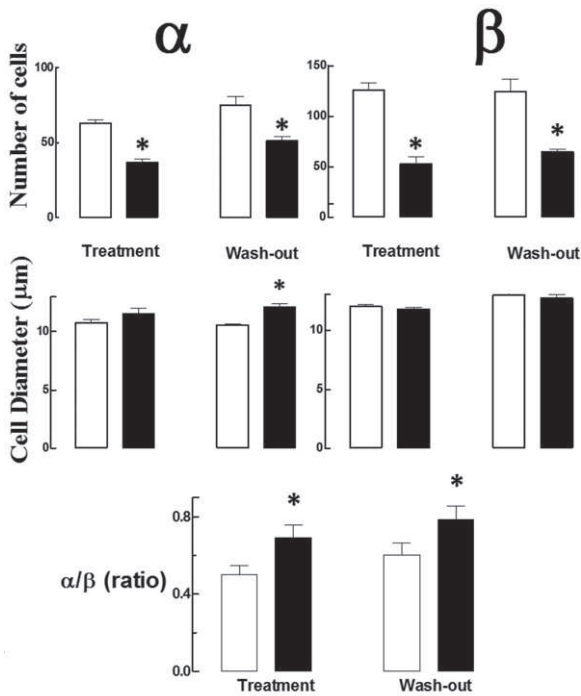 α
β
Number of cells
100
50
0
*
*
Treatment
Wash-out
150
100
50
0
*
*
Treatment
Wash-out
Cell Diameter (μm)
10
5
0
*
10
5
0
α/β (ratio)
0.8
0.4
0.0
*
*
Treatment
Wash-out